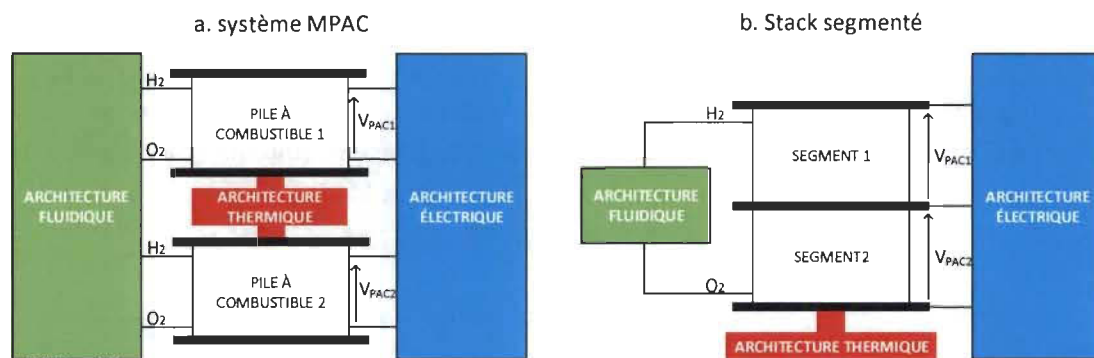 a. système MPAC
H2
PILE À
COMBUSTIBLE 1
VPAC1
O2
ARCHITECTURE
FLUIDIQUE
ARCHITECTURE
THERMIQUE
ARCHITECTURE
ÉLECTRIQUE
H2
PILE À
COMBUSTIBLE 2
VPAC2
O2
b. Stack segmenté
H2
SEGMENT 1
VPAC1
ARCHITECTURE
FLUIDIQUE
ARCHITECTURE
ÉLECTRIQUE
SEGMENT2
VPAC2
O2
ARCHITECTURE THERMIQUE